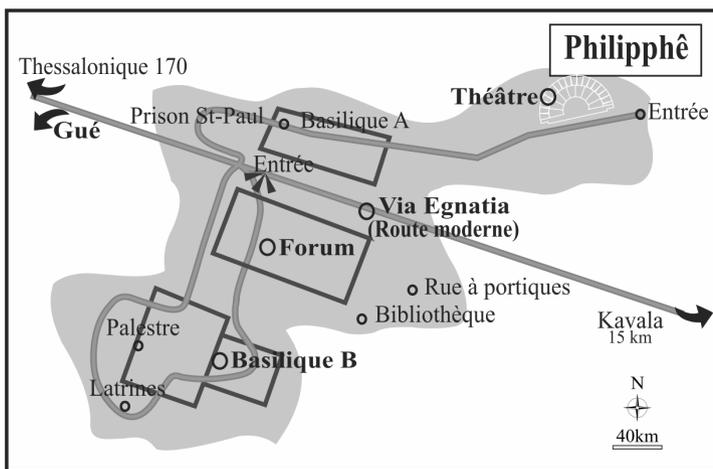 Philipphê
Thessalonique 170
Théâtre
Prison St-Paul
Basilique A
Entrée
Gué
Entrée
Via Egnatia
(Route moderne)
Forum
Rue à portiques
Bibliothèque
Kavala
15 km
Palestre
Basilique B
Latrines
N
40km